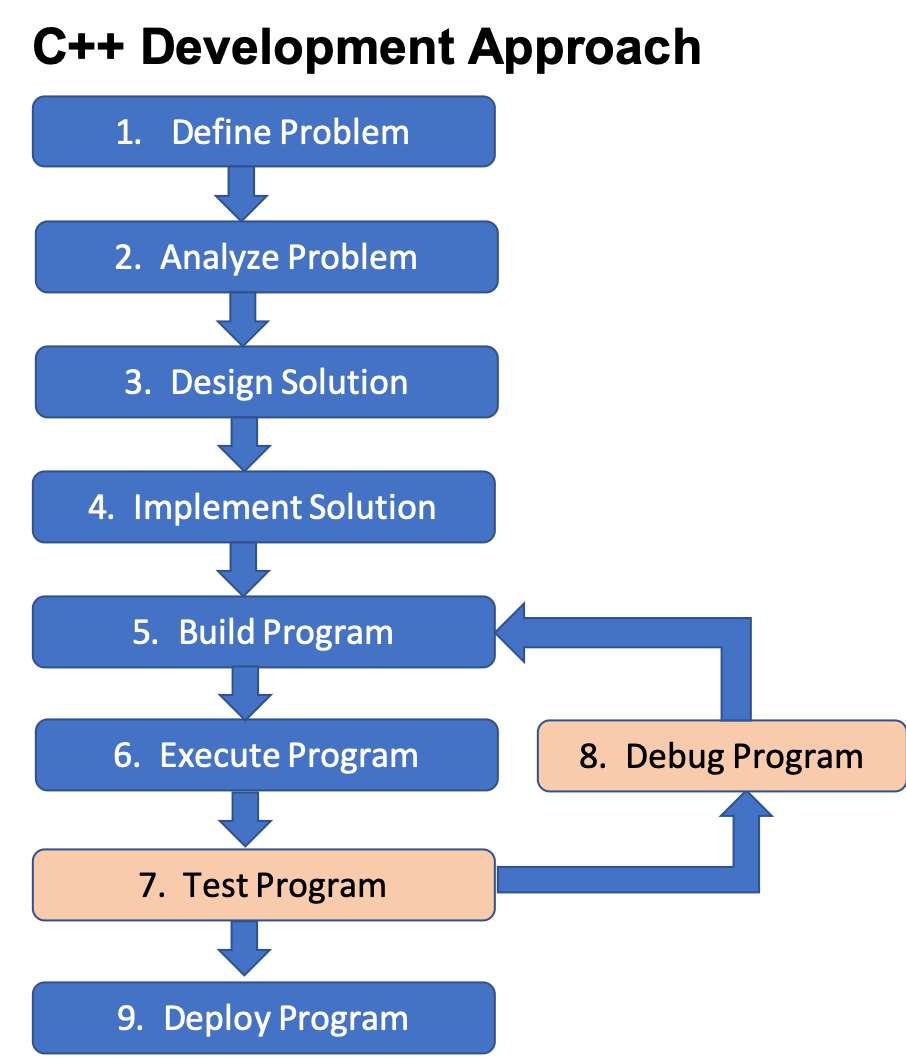 C++ Development Approach
1. Define Problem
2. Analyze Problem
3. Design Solution
4. Implement Solution
5. Build Program
6. Execute Program
8. Debug Program
7. Test Program
9. Deploy Program